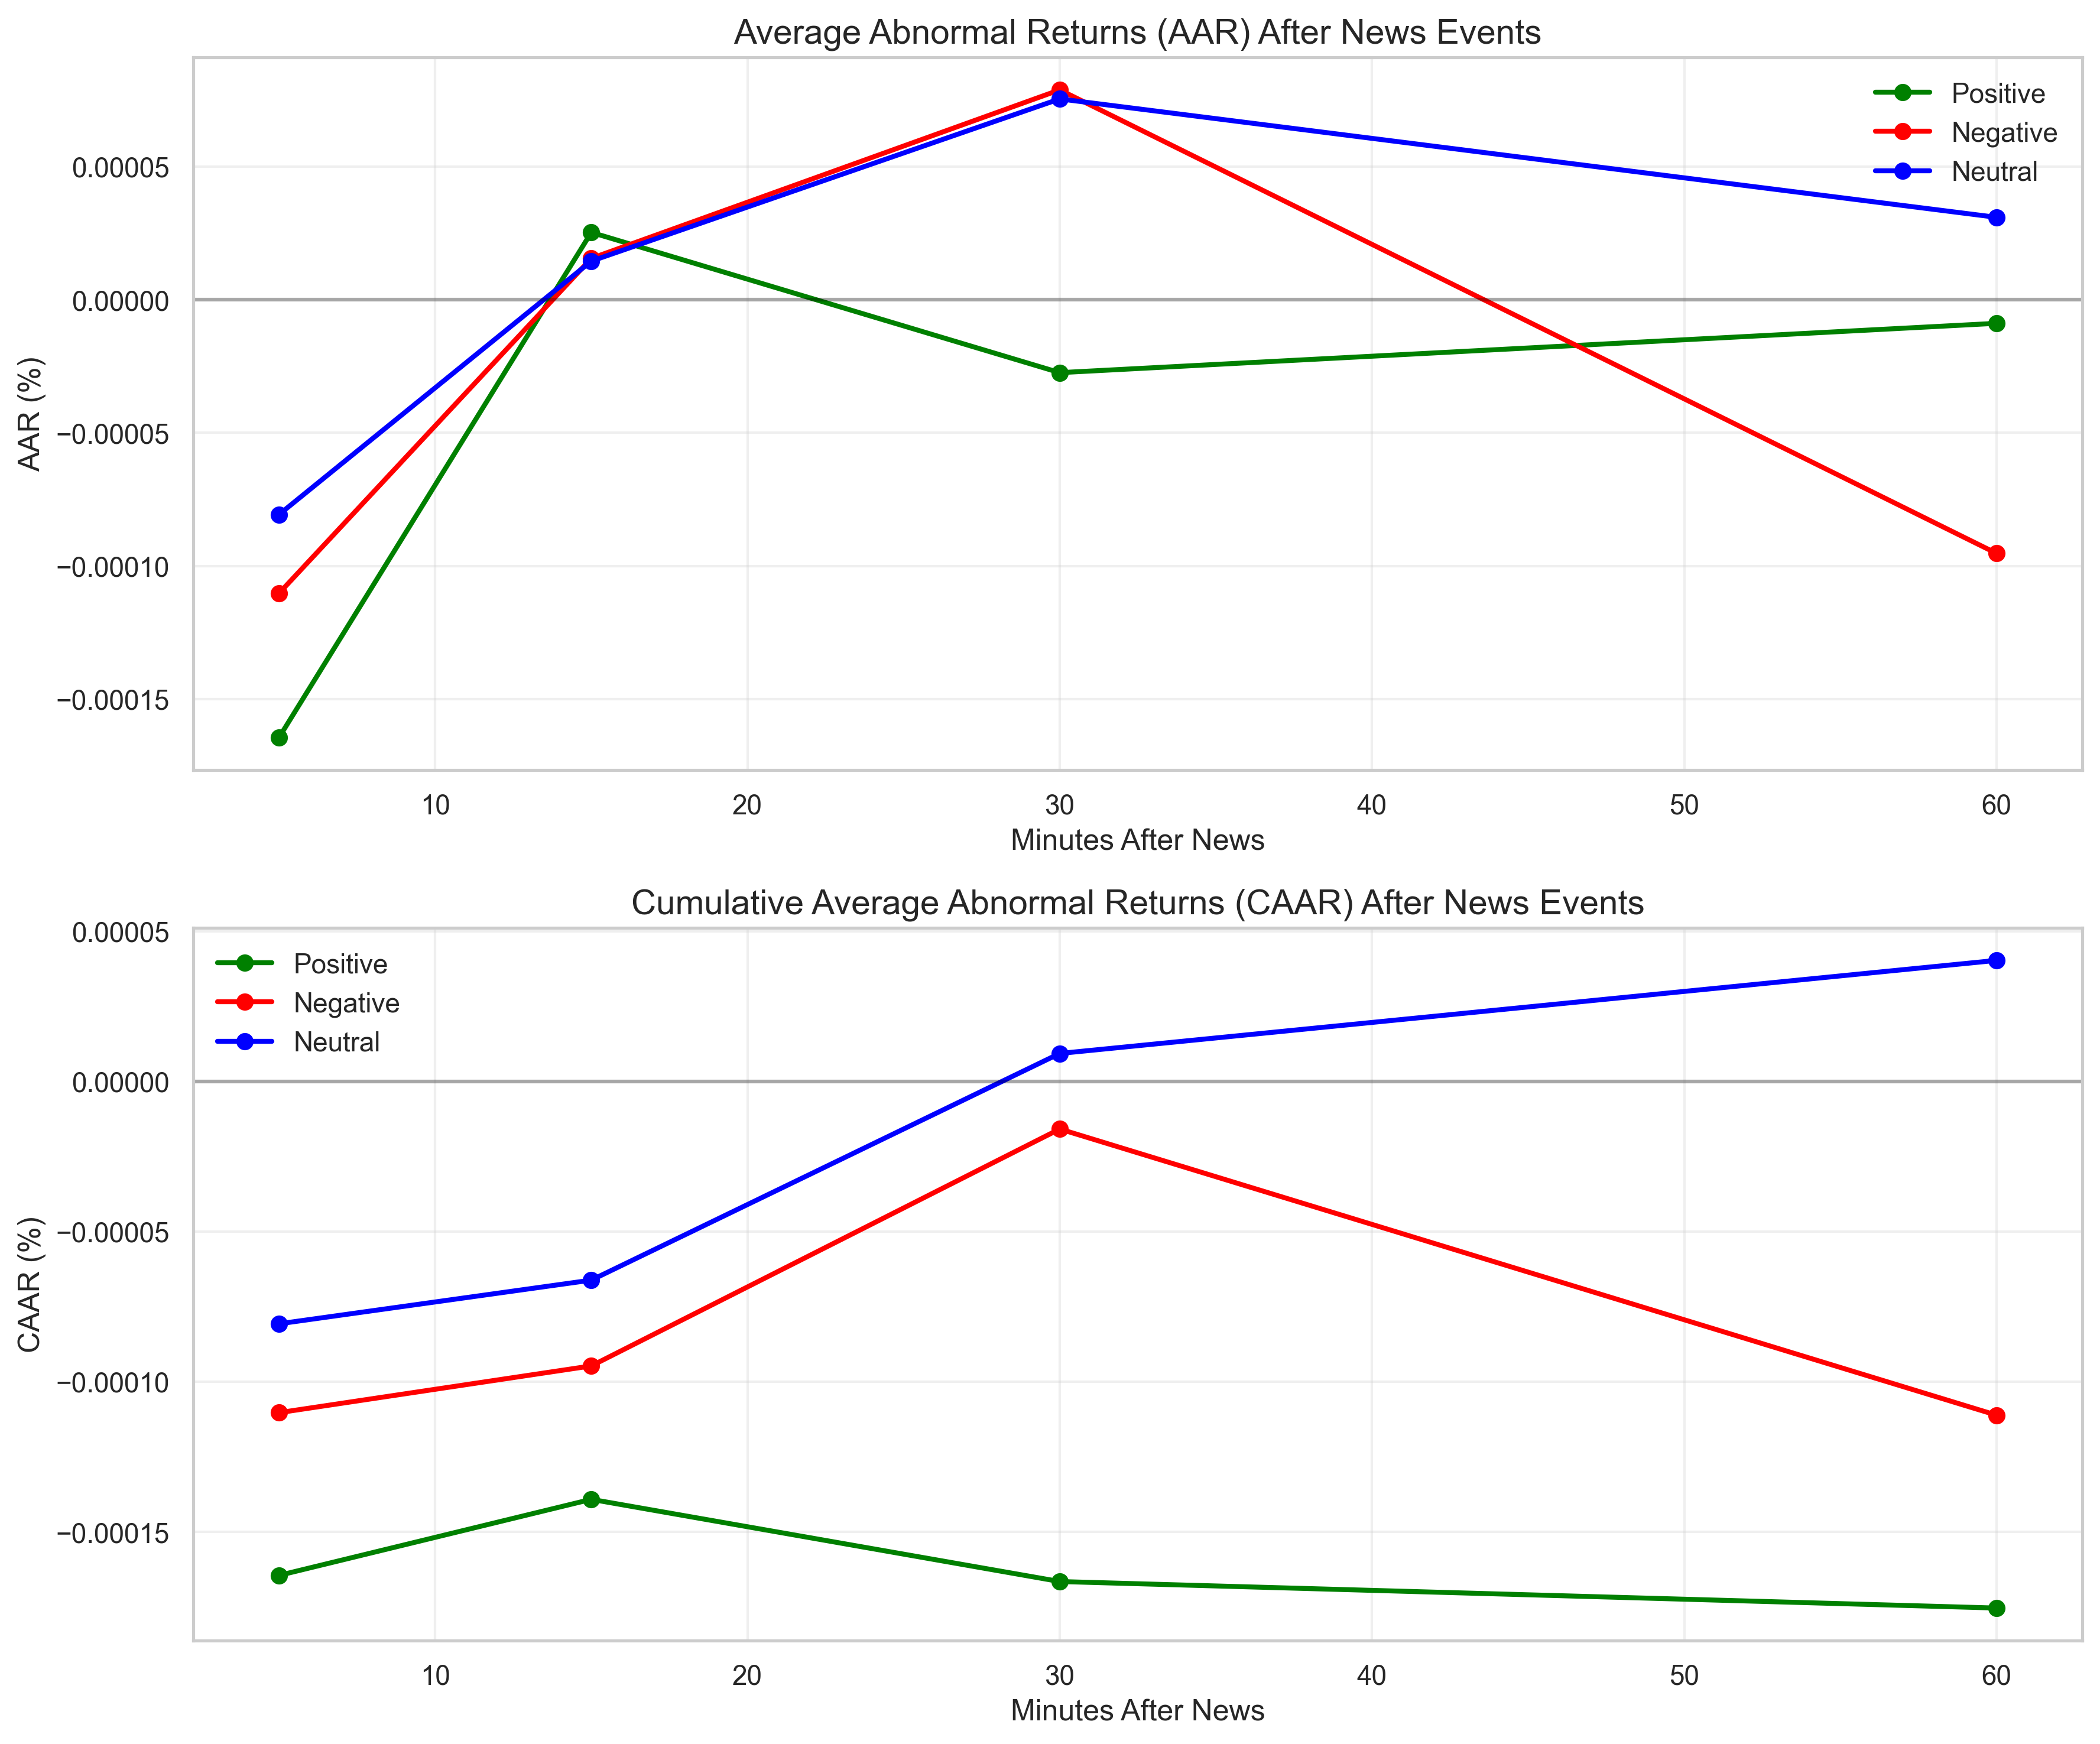 Average Abnormal Returns (AAR) After News Events
AAR (%)
0.00005
0.00000
−0.00005
−0.00010
−0.00015
Positive
Negative
Neutral
10 20 30 40 50 60
Minutes After News
Cumulative Average Abnormal Returns (CAAR) After News Events
CAAR (%)
0.00005
0.00000
−0.00005
−0.00010
−0.00015
Positive
Negative
Neutral
10 20 30 40 50 60
Minutes After News